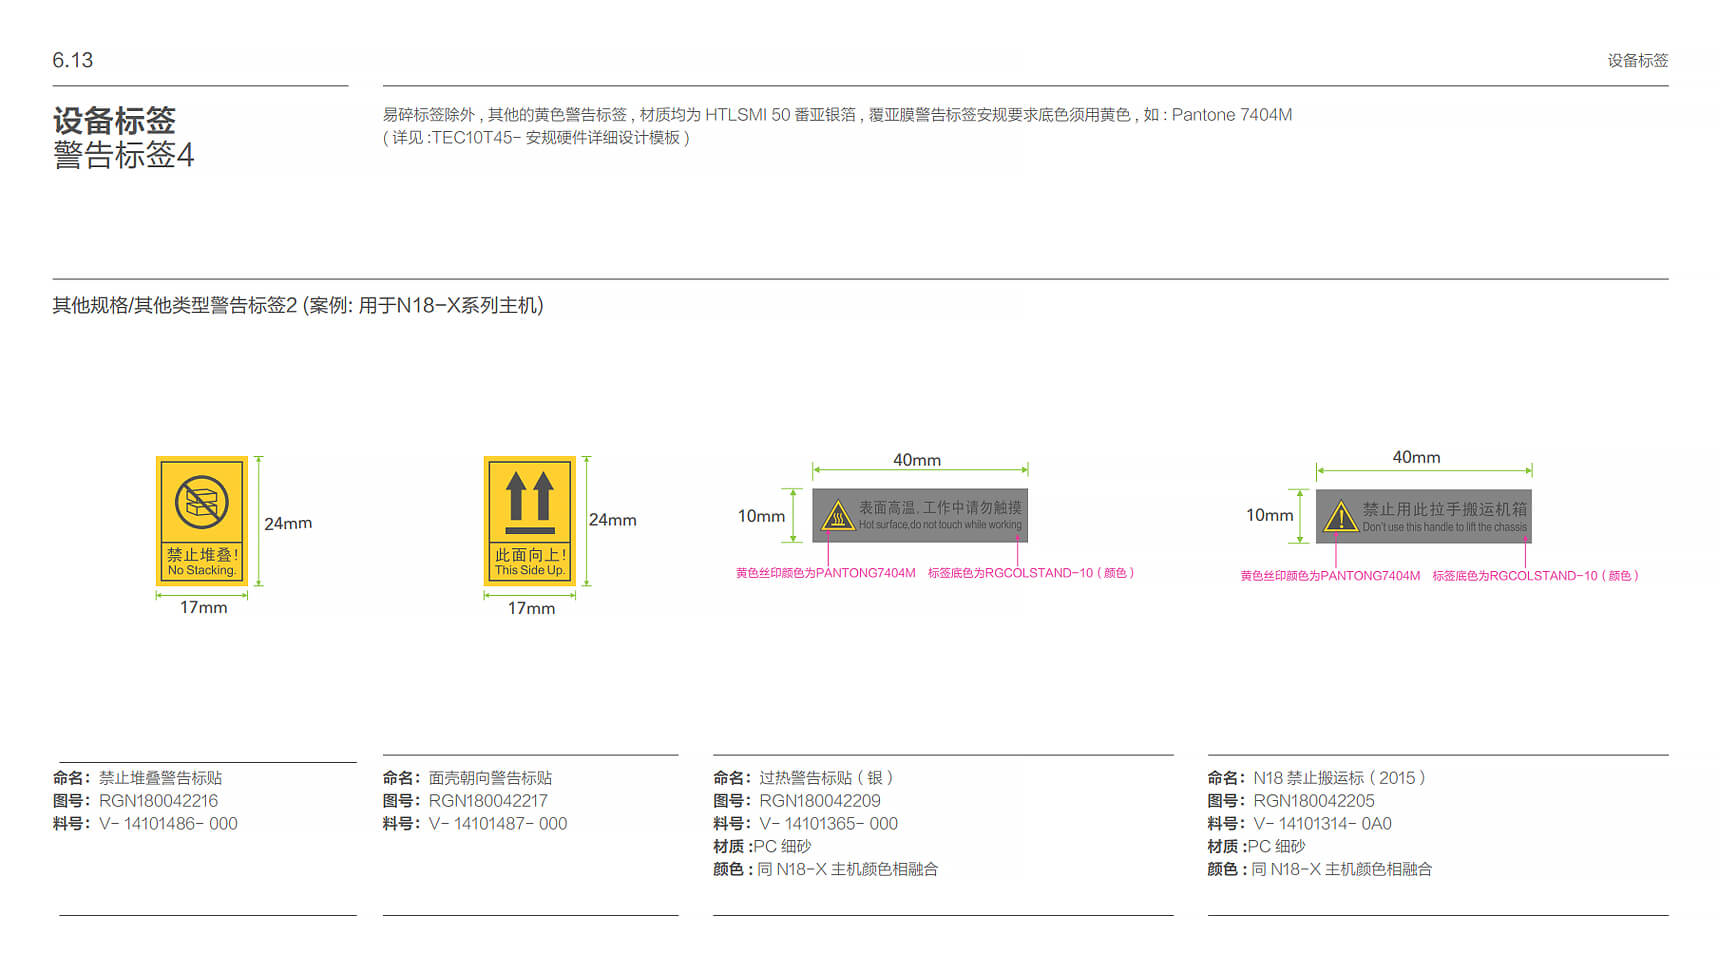 6.13
设备标签
设备标签
警告标签4
易碎标签除外 , 其他的黄色警告标签 , 材质均为 HTLSMI 50 番亚银箔 , 覆亚膜警告标签安规要求底色须用黄色 , 如 : Pantone 7404M
( 详见 :TEC10T45- 安规硬件详细设计模板 )
其他规格/其他类型警告标签2 (案例: 用于N18-X系列主机)
禁止堆叠!
No Stacking.
24mm
17mm
此面向上!
This Side Up.
24mm
17mm
40mm
10mm
表面高温, 工作中请勿触摸
Hot surface,do not touch while working
黄色丝印颜色为PANTONG7404M
标签底色为RGCOLSTAND-10 ( 颜色 )
40mm
10mm
禁止用此拉手搬运机箱
Don't use this handle to lift the chassis
黄色丝印颜色为PANTONG7404M
标签底色为RGCOLSTAND-10 ( 颜色 )
命名: 禁止堆叠警告标贴
图号: RGN180042216
料号: V- 14101486- 000
命名: 面壳朝向警告标贴
图号: RGN180042217
料号: V- 14101487- 000
命名: 过热警告标贴 ( 银 )
图号: RGN180042209
料号: V- 14101365- 000
材质 :PC 细砂
颜色 : 同 N18-X 主机颜色相融合
命名: N18 禁止搬运标 ( 2015 )
图号: RGN180042205
料号: V- 14101314- 0A0
材质 :PC 细砂
颜色 : 同 N18-X 主机颜色相融合